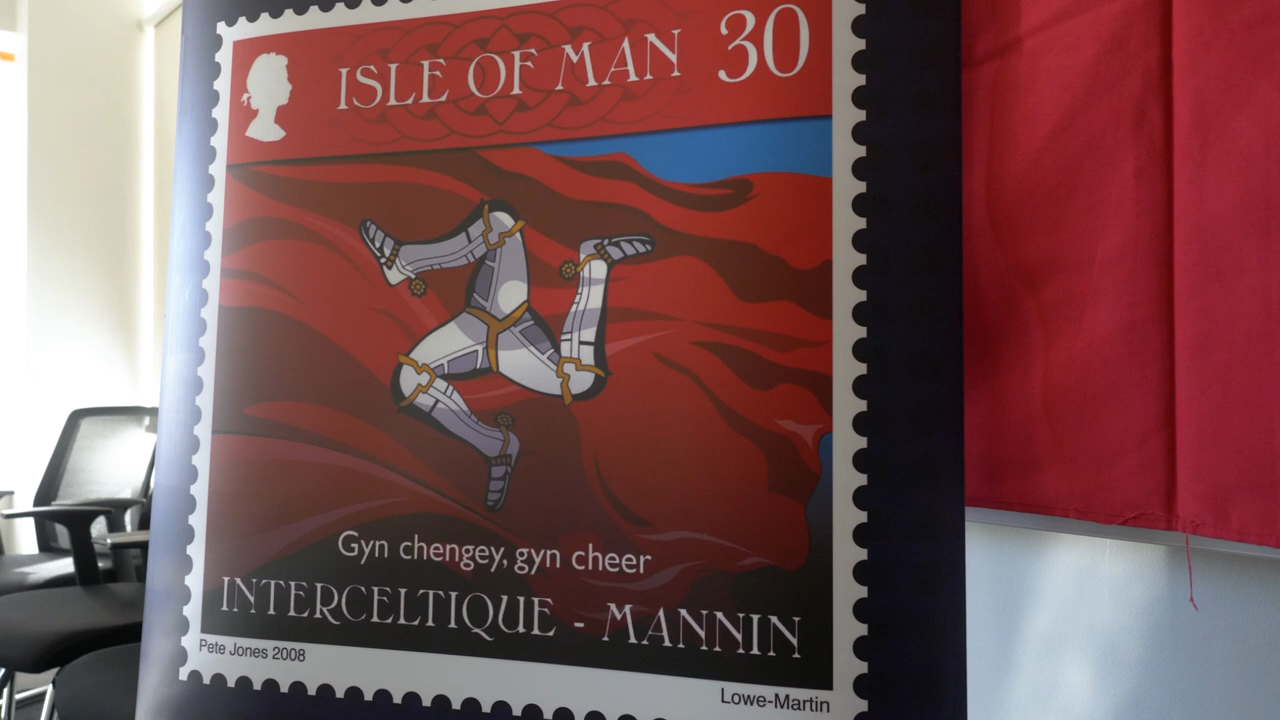 ISLE OF MAN 30
Gyn chengey, gyn cheer
INTERCELTIQUE - MANNIN
Pete Jones 2008
Lowe-Martin